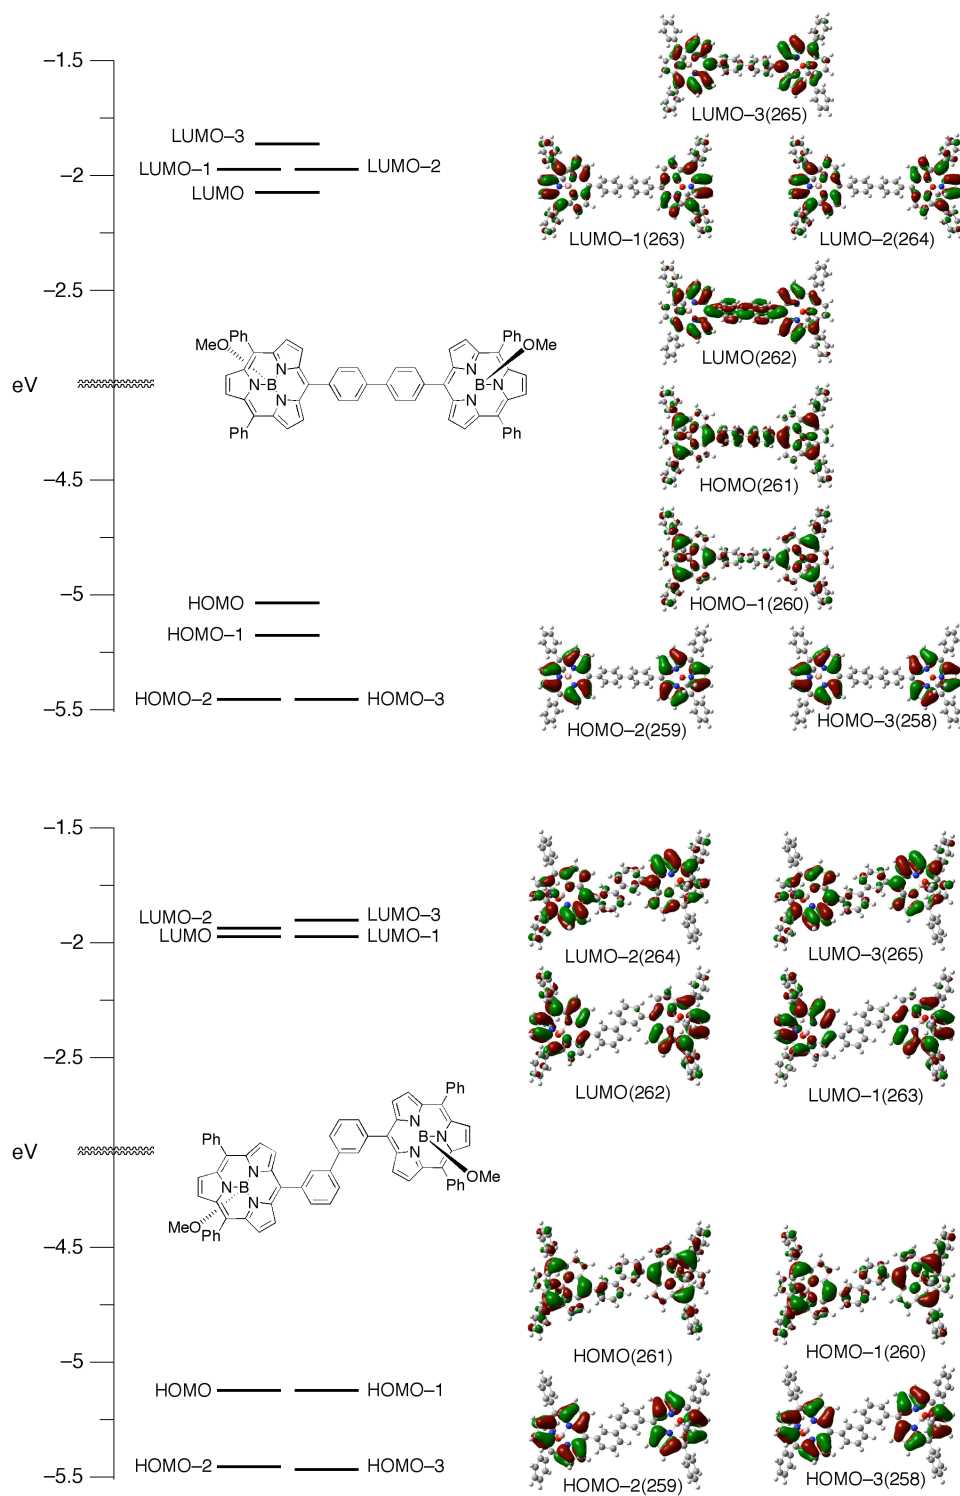 –1.5
LUMO–3(265)
LUMO–3
LUMO–1
LUMO–2
–2
LUMO
LUMO–1(263)
LUMO–2(264)
–2.5
Ph
MeO
Ph
OMe
LUMO(262)
eV
N
N
B
N
N
B
N
N
Ph
Ph
–4.5
HOMO(261)
–5
HOMO
HOMO–1(260)
HOMO–1
HOMO–2
HOMO–3
–5.5
HOMO–2(259)
HOMO–3(258)
–1.5
LUMO–2
LUMO–3
LUMO
LUMO–1
–2
LUMO–2(264)
LUMO–3(265)
–2.5
LUMO(262)
LUMO–1(263)
Ph
Ph
N
B
N
N
eV
N
N
B
N
OMe
Ph
MeO
Ph
–4.5
HOMO(261)
HOMO–1(260)
–5
HOMO
HOMO–1
HOMO–2
HOMO–3
–5.5
HOMO–2(259)
HOMO–3(258)